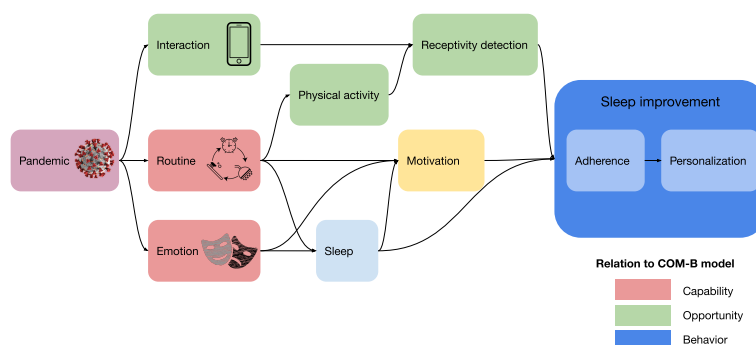 Interaction
Receptivity detection
Physical activity
Sleep improvement
Pandemic
Routine
Motivation
Adherence
Personalization
Emotion
Sleep
Relation to COM-B model
Capability
Opportunity
Behavior